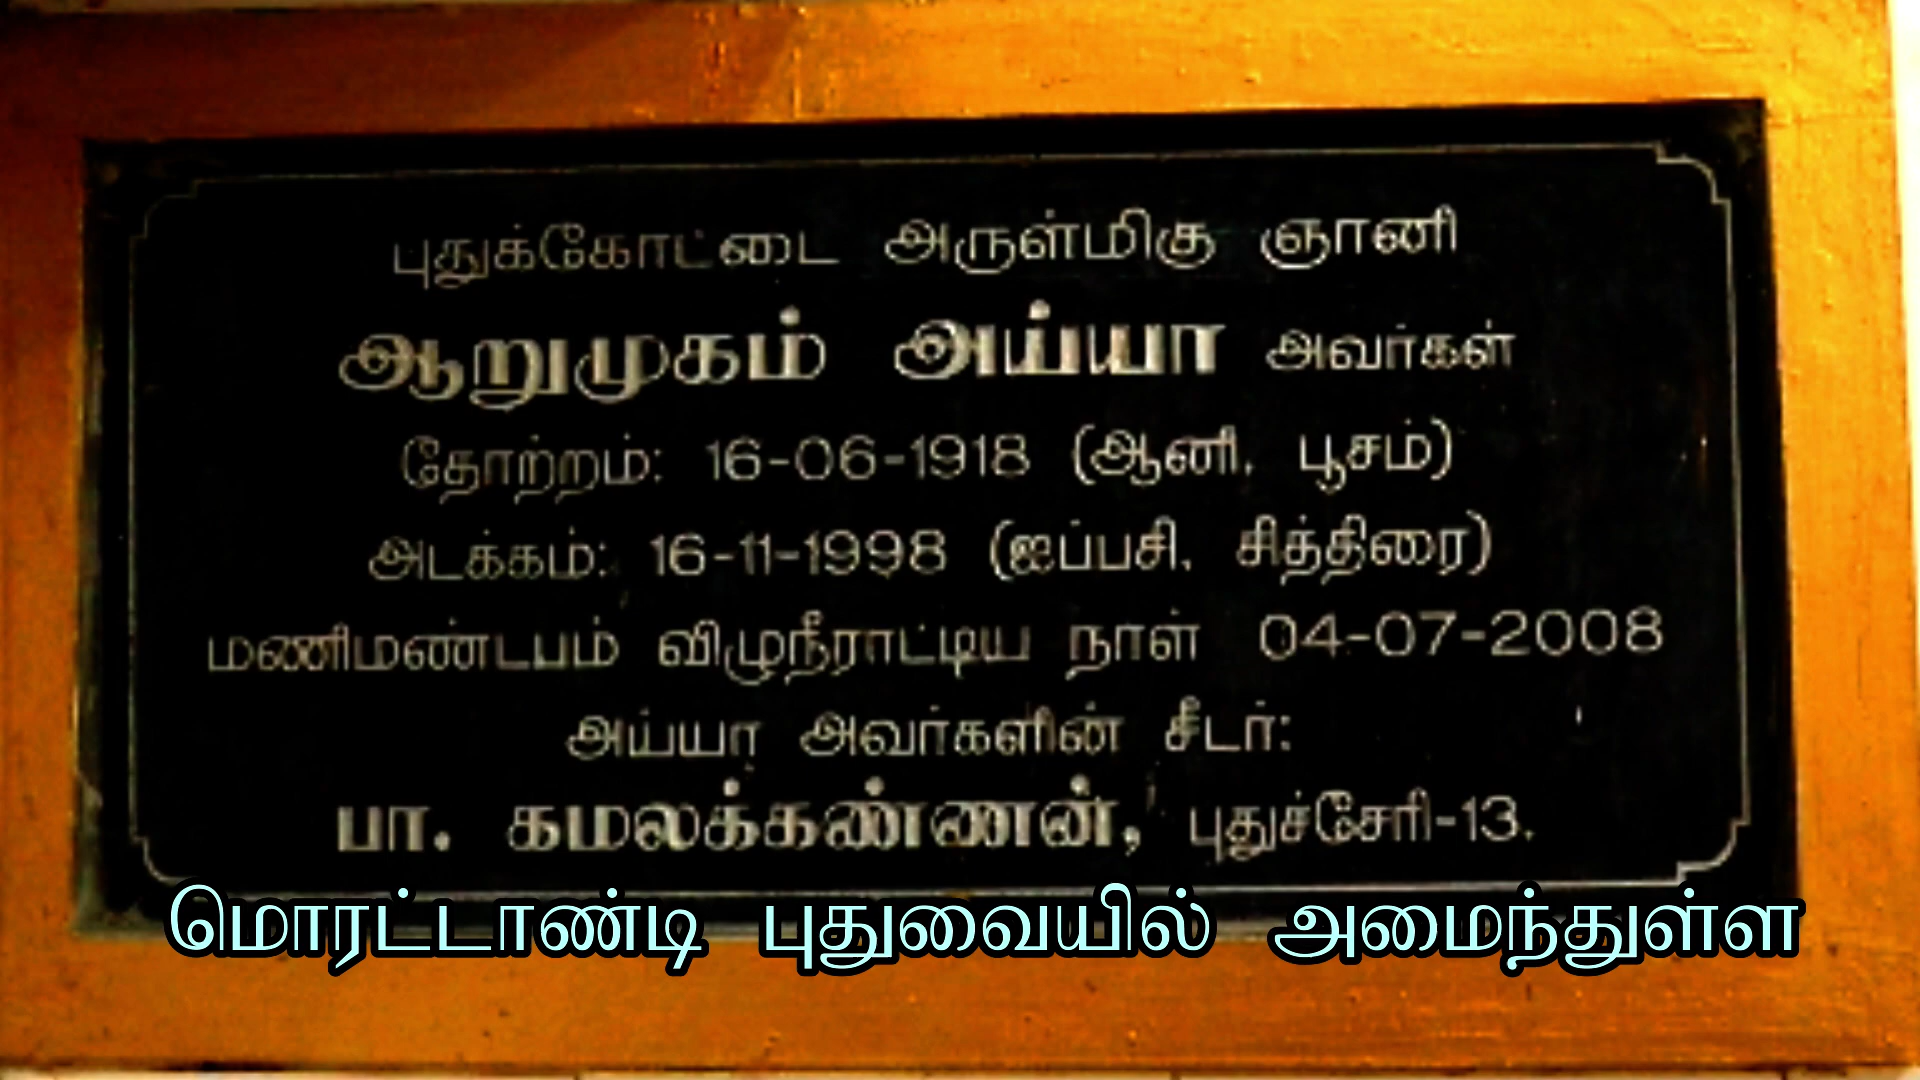 புதுக்கோட்டை அருள்மிகு ஞானி
ஆறுமுகம் அய்யா அவர்கள்
தோற்றம்: 16-06-1918 (ஆனி, பூசம்)
அடக்கம்: 16-11-1998 (ஐப்பசி, சித்திரை)
மணிமண்டபம் விழுநீராட்டிய நாள் 04-07-2008
அய்யா அவர்களின் சீடர்:
பா. கமலக்கண்ணன், புதுச்சேரி-13.
மொரட்டாண்டி புதுவையில் அமைந்துள்ள